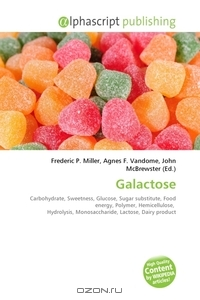 alphascript publishing
Frederic P. Miller, Agnes F. Vandome, John
McBrewster (Ed.)
Galactose
Carbohydrate, Sweetness, Glucose, Sugar substitute, Food
energy, Polymer, Hemicellulose,
Hydrolysis, Monosaccharide, Lactose, Dairy product
High Quality
Content by
WIKIPEDIA
articles!
OZON.ru